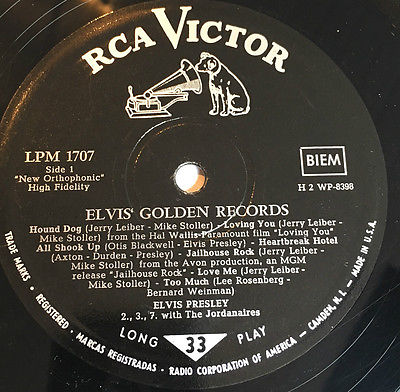 RCA VICTOR
LPM 1707
Side 1
"New Orthophonic"
High Fidelity
BIEM
H 2 WP-8398
ELVIS' GOLDEN RECORDS
Hound Dog (Jerry Leiber - Mike Stoller) - Loving You (Jerry Leiber -
Mike Stoller) from the Hal Wallis-Paramount film "Loving You"
All Shook Up (Otis Blackwell - Elvis Presley) - Heartbreak Hotel
(Axton - Durden - Presley) - Jailhouse Rock (Jerry Leiber -
Mike Stoller) from the Avon production, an MGM
release "Jailhouse Rock" - Love Me (Jerry Leiber -
Mike Stoller) - Too Much (Lee Rosenberg -
Bernard Weinman)
ELVIS PRESLEY
2., 3., 7. with The Jordanaires
LONG 33 PLAY
TRADE MARKS - REGISTERED - MARCAS REGISTRADAS - RADIO CORPORATION OF AMERICA - CAMDEN, N. J. - MADE IN U.S.A.